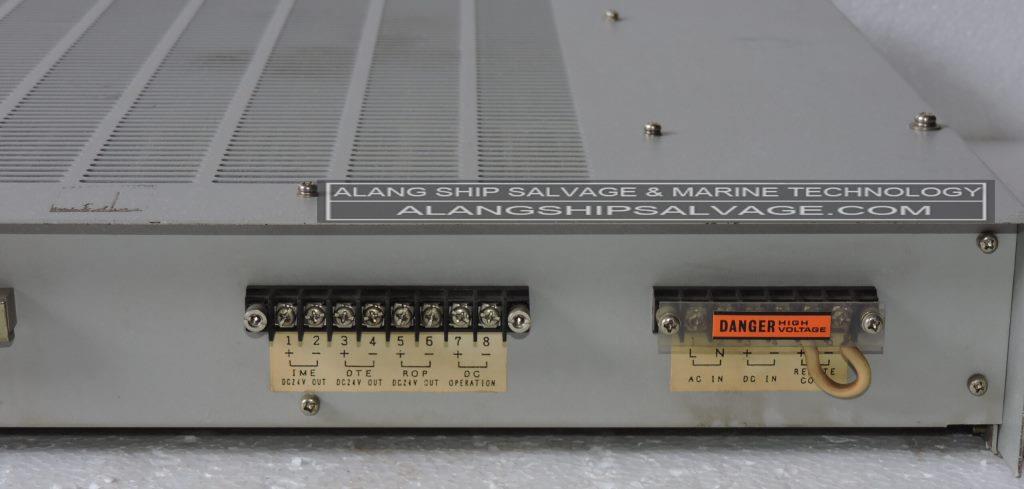 ALANG SHIP SALVAGE & MARINE TECHNOLOGY
ALANGSHIPSALVAGE.COM
1 2 3 4 5 6 7 8
+ - + - + - + -
IME DTE ROP DC
DC24V OUT DC24V OUT DC24V OUT OPERATION
DANGER HIGH VOLTAGE
L N + - +
AC IN DC IN